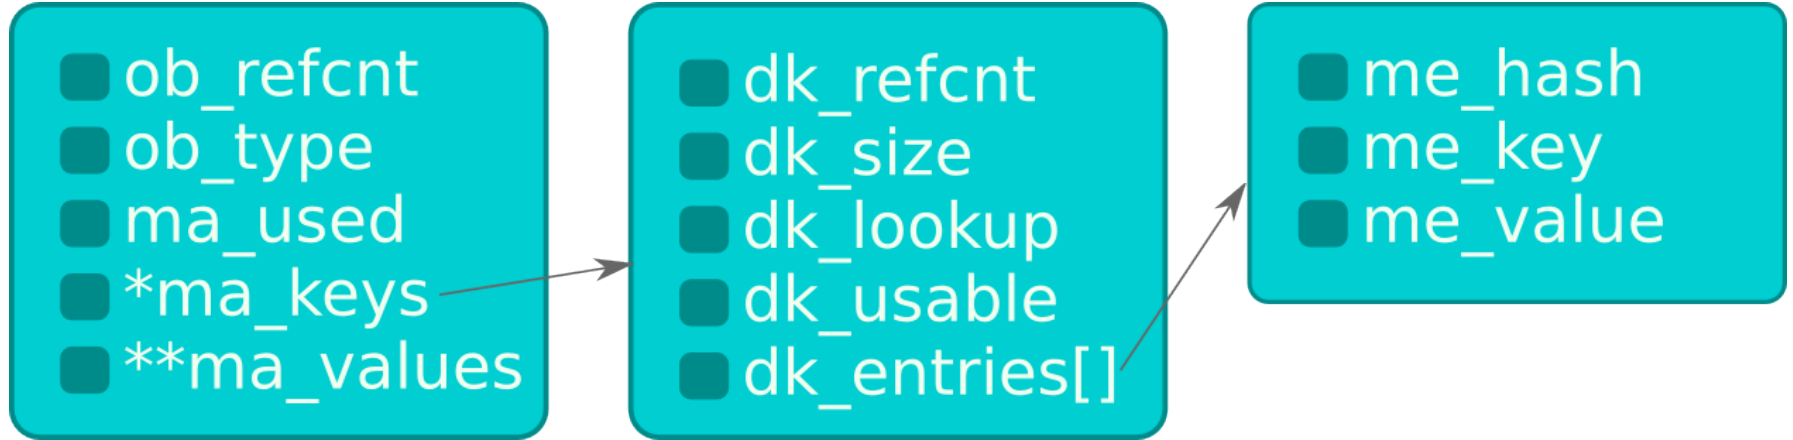 ob_refcnt
ob_type
ma_used
*ma_keys
**ma_values
dk_refcnt
dk_size
dk_lookup
dk_usable
dk_entries[]
me_hash
me_key
me_value